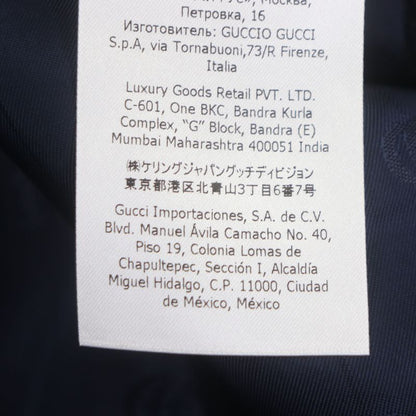 Москва,
Петровка, 16
Изготовитель: GUCCIO GUCCI
S.p.A, via Tornabuoni,73/R Firenze,
Italia
Luxury Goods Retail PVT. LTD.
C-601, One BKC, Bandra Kurla
Complex, “G” Block, Bandra (E)
Mumbai Maharashtra 400051 India
㈱ケリングジャパングッチディビジョン
東京都港区北青山3丁目6番7号
Gucci Importaciones, S.A. de C.V.
Blvd. Manuel Ávila Camacho No. 40,
Piso 19, Colonia Lomas de
Chapultepec, Sección I, Alcaldía
Miguel Hidalgo, C.P. 11000, Ciudad
de México, México